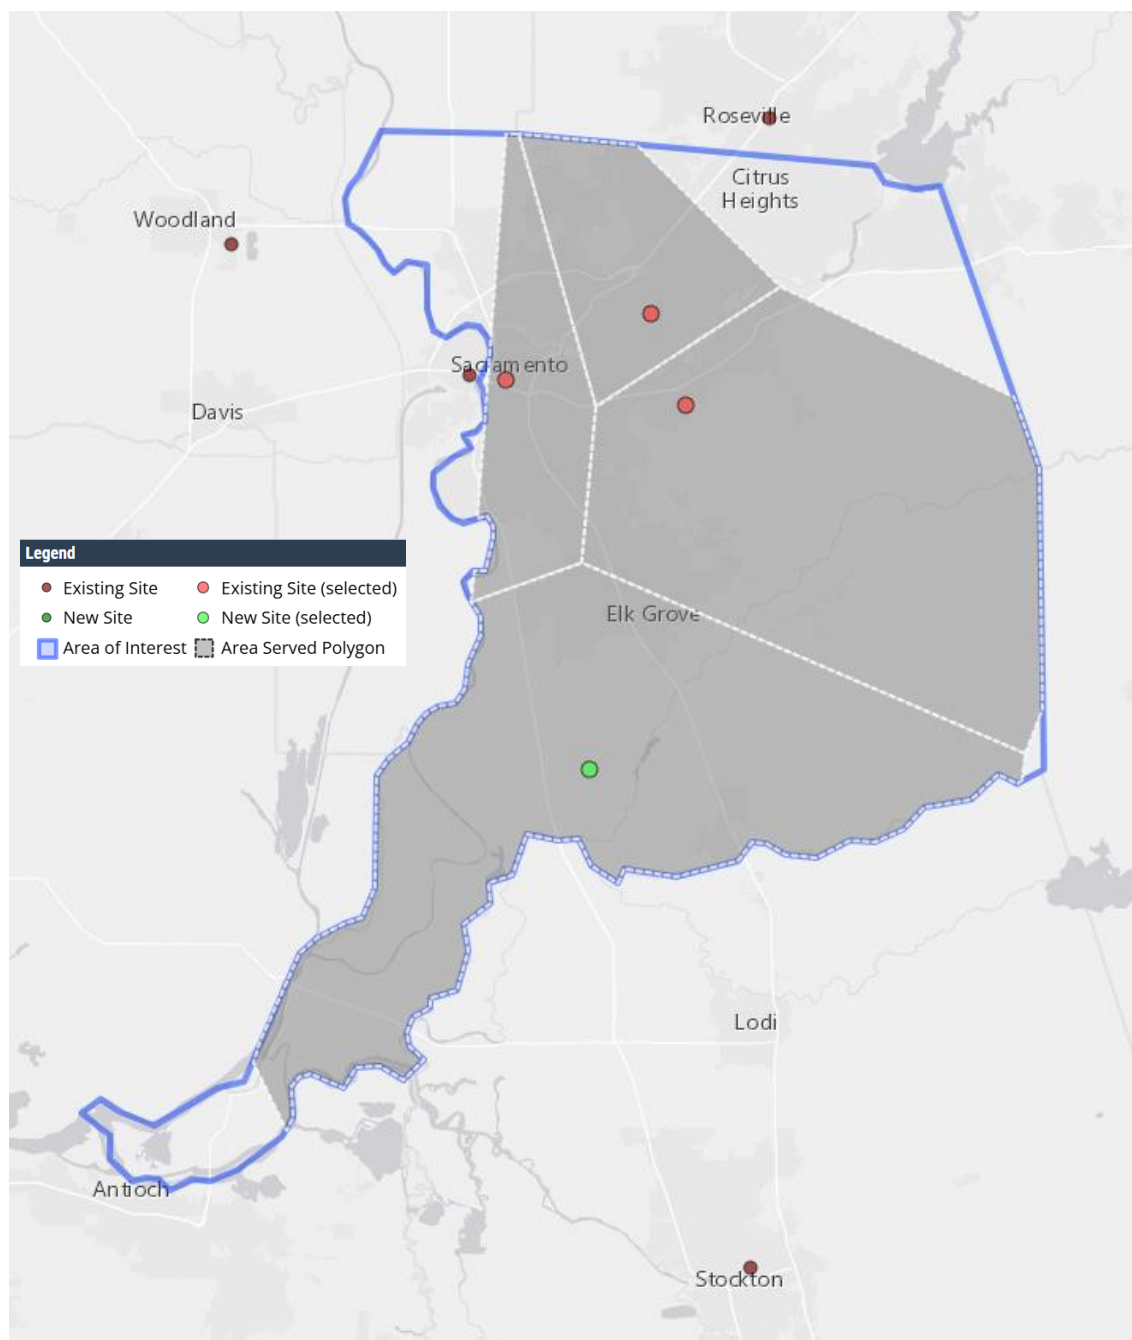 Roseville
Citrus
Heights
Woodland
Sacramento
Davis
Legend
Existing Site
Existing Site (selected)
New Site
New Site (selected)
Area of Interest
Area Served Polygon
Elk Grove
Lodi
Antioch
Stockton